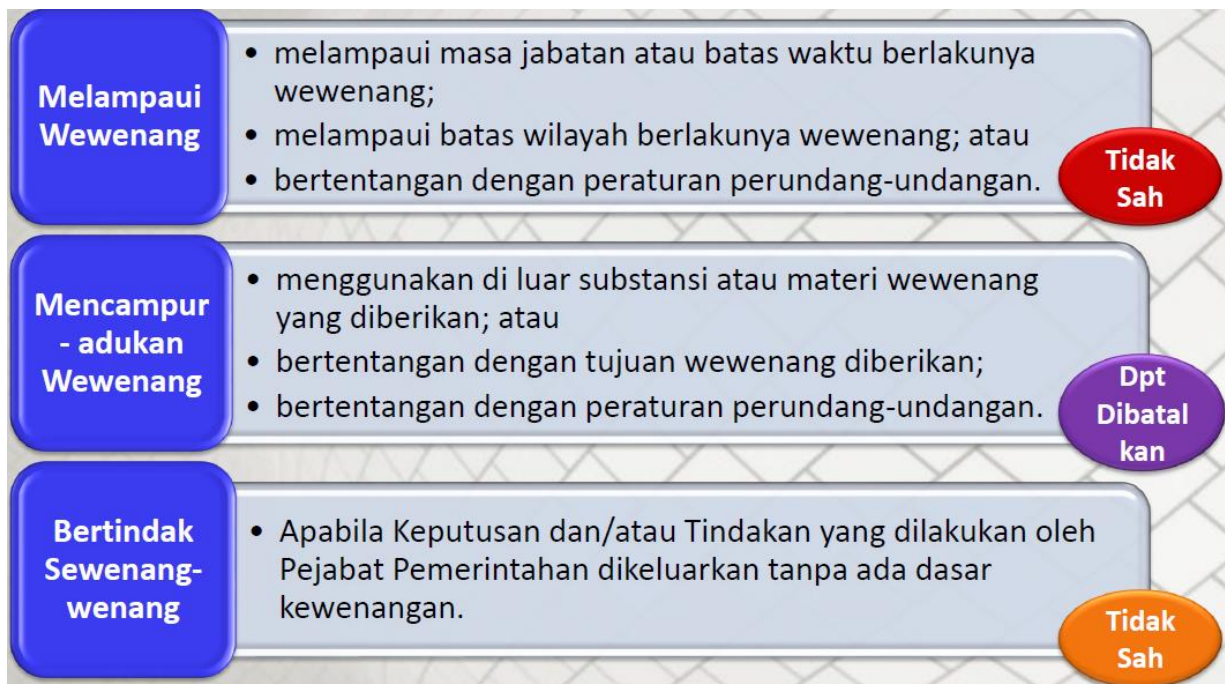 Melampaui
Wewenang
• melampaui masa jabatan atau batas waktu berlakunya
wewenang;
• melampaui batas wilayah berlakunya wewenang; atau
• bertentangan dengan peraturan perundang-undangan.
Tidak
Sah
Mencampur
- adukan
Wewenang
• menggunakan di luar substansi atau materi wewenang
yang diberikan; atau
• bertentangan dengan tujuan wewenang diberikan;
• bertentangan dengan peraturan perundang-undangan.
Dpt
Dibatal
kan
Bertindak
Sewenang-
wenang
• Apabila Keputusan dan/atau Tindakan yang dilakukan oleh
Pejabat Pemerintahan dikeluarkan tanpa ada dasar
kewenangan.
Tidak
Sah